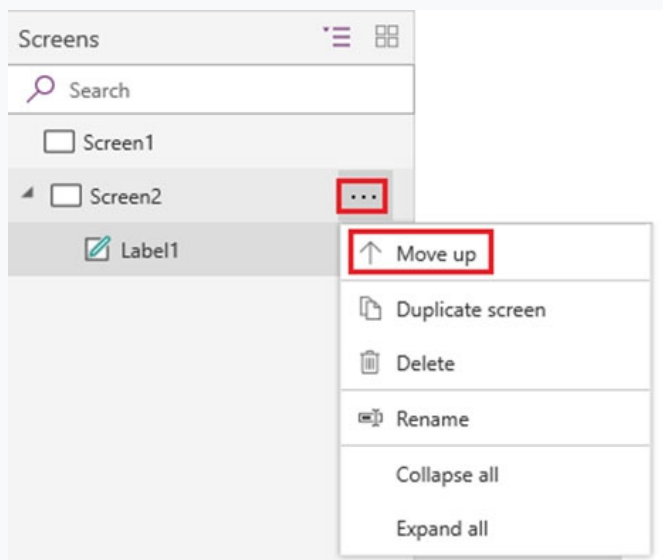 Screens
Search
Screen1
Screen2 ...
Label1
Move up
Duplicate screen
Delete
Rename
Collapse all
Expand all